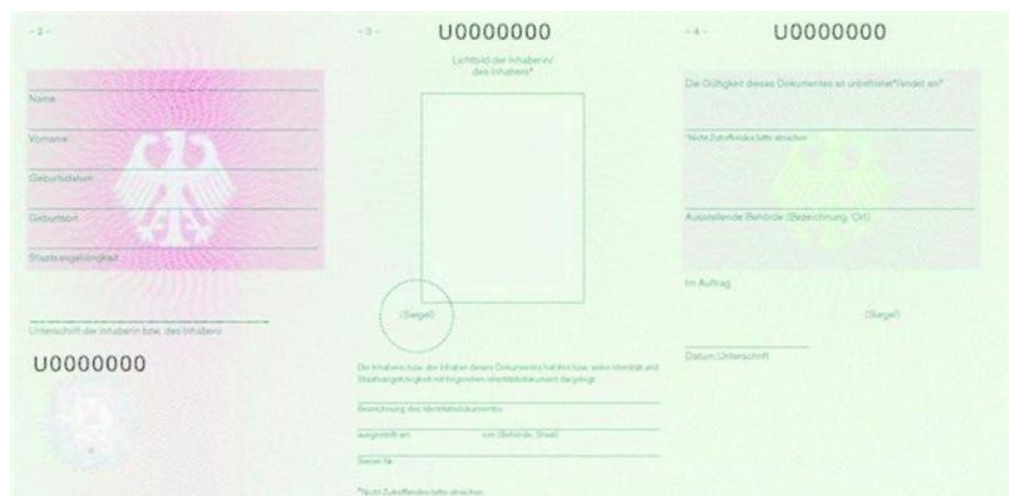 - 2 -
Name
Vorname
Geburtsdatum
Geburtsort
Staatsangehörigkeit
Unterschrift der Inhaberin bzw. des Inhabers
U0000000
- 3 -
U0000000
Lichtbild der Inhaberin/
des Inhabers*
(Siegel)
Die Inhaberin bzw. der Inhaber dieses Dokumentes hat ihre bzw. seine Identität und
Staatsangehörigkeit mit folgendem Identitätsdokument dargelegt:
Bezeichnung des Identitätsdokumentes
ausgestellt am
von (Behörde, Staat)
Serien-Nr.
*Nicht Zutreffendes bitte streichen
- 4 -
U0000000
Die Gültigkeit dieses Dokumentes ist unbefristet*/endet am*
*Nicht Zutreffendes bitte streichen
Ausstellende Behörde (Bezeichnung, Ort)
Im Auftrag
(Siegel)
Datum, Unterschrift